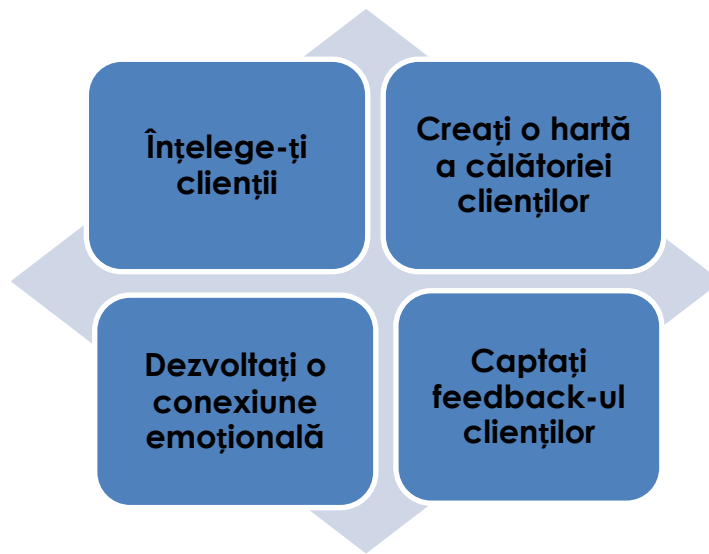 Înțelege-ți
clienții
Creați o hartă
a călătoriei
clienților
Dezvoltați o
conexiune
emoțională
Captați
feedback-ul
clienților